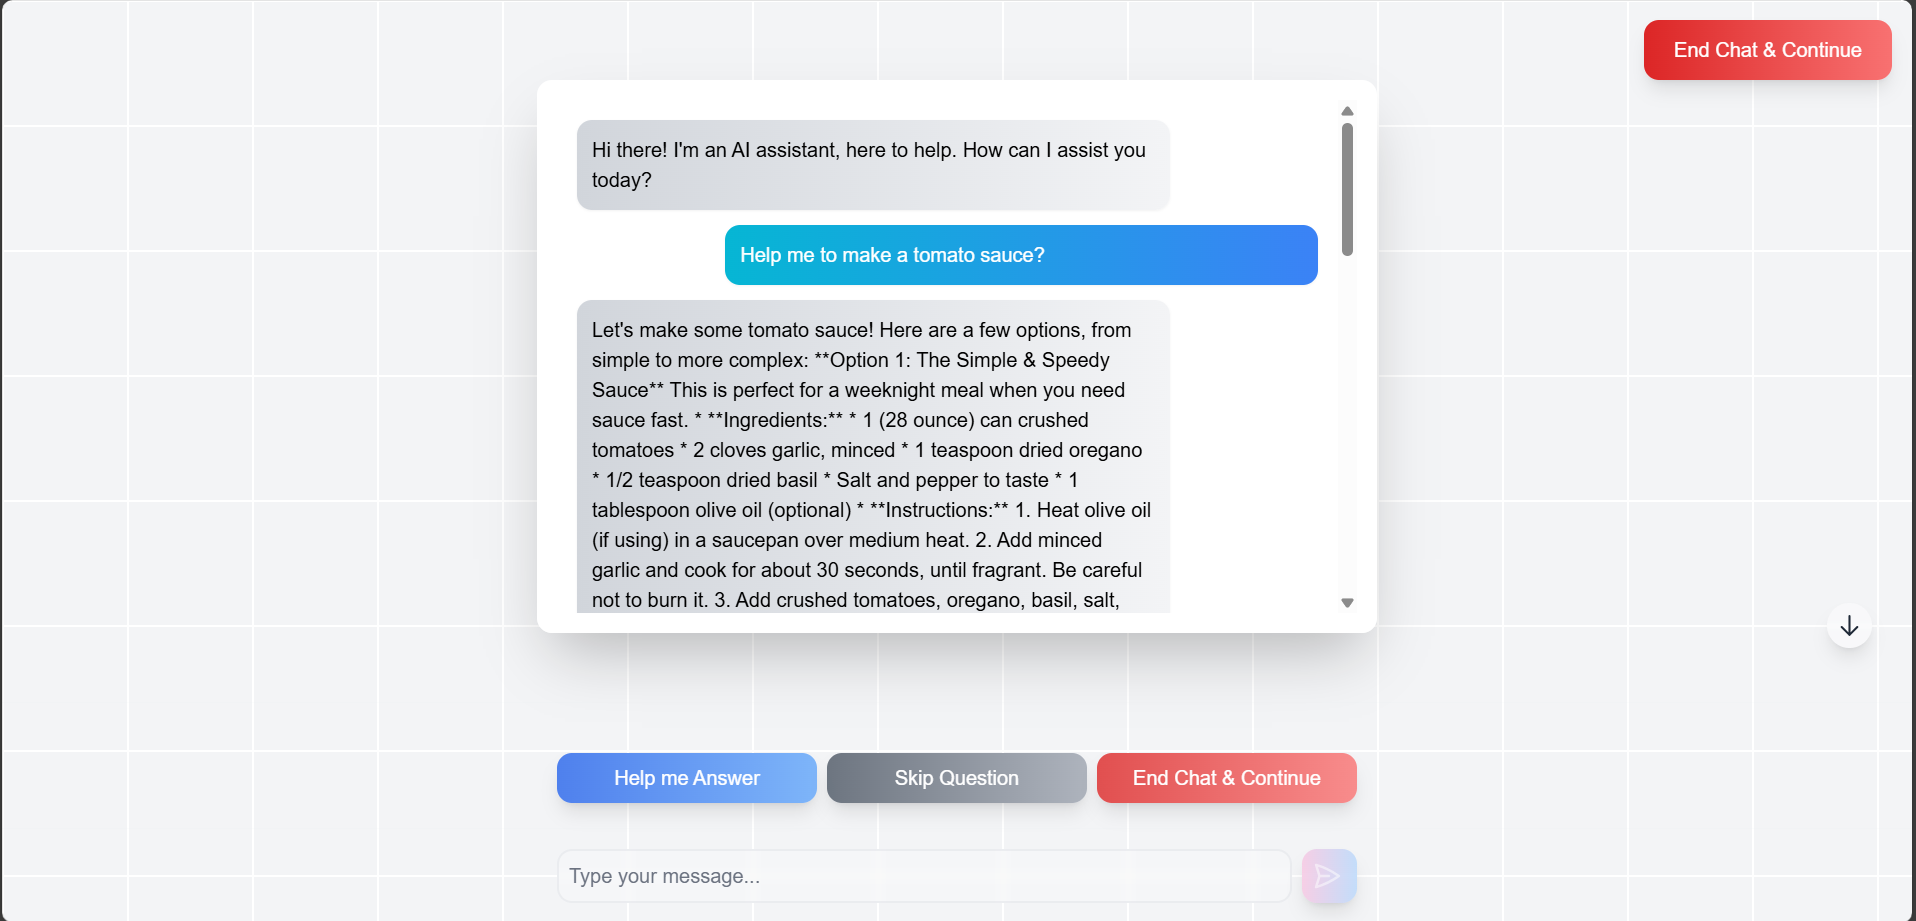 End Chat & Continue
Hi there! I'm an AI assistant, here to help. How can I assist you
today?
Help me to make a tomato sauce?
Let's make some tomato sauce! Here are a few options, from
simple to more complex: **Option 1: The Simple & Speedy
Sauce** This is perfect for a weeknight meal when you need
sauce fast. * **Ingredients:** * 1 (28 ounce) can crushed
tomatoes * 2 cloves garlic, minced * 1 teaspoon dried oregano
* 1/2 teaspoon dried basil * Salt and pepper to taste * 1
tablespoon olive oil (optional) * **Instructions:** 1. Heat olive oil
(if using) in a saucepan over medium heat. 2. Add minced
garlic and cook for about 30 seconds, until fragrant. Be careful
not to burn it. 3. Add crushed tomatoes, oregano, basil, salt,
Help me Answer
Skip Question
End Chat & Continue
Type your message...